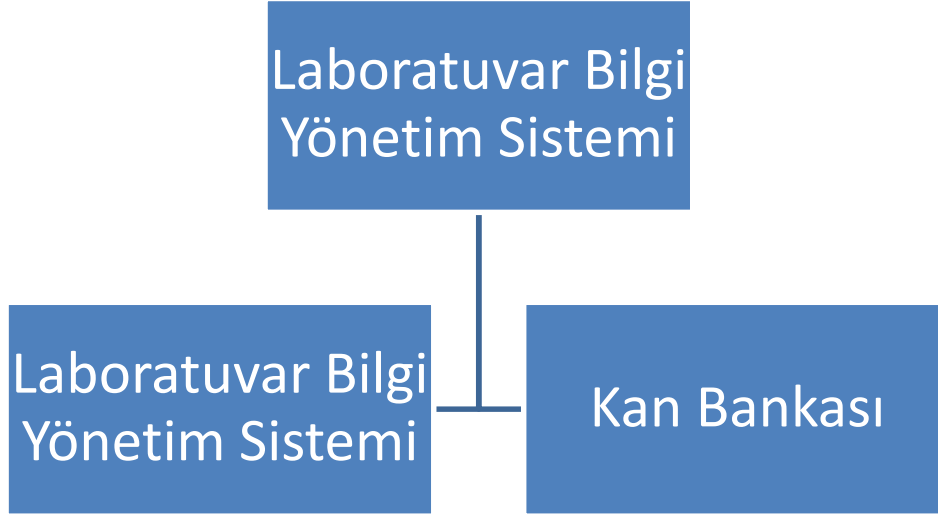 Laboratuvar Bilgi
Yönetim Sistemi
Laboratuvar Bilgi
Yönetim Sistemi
Kan Bankası